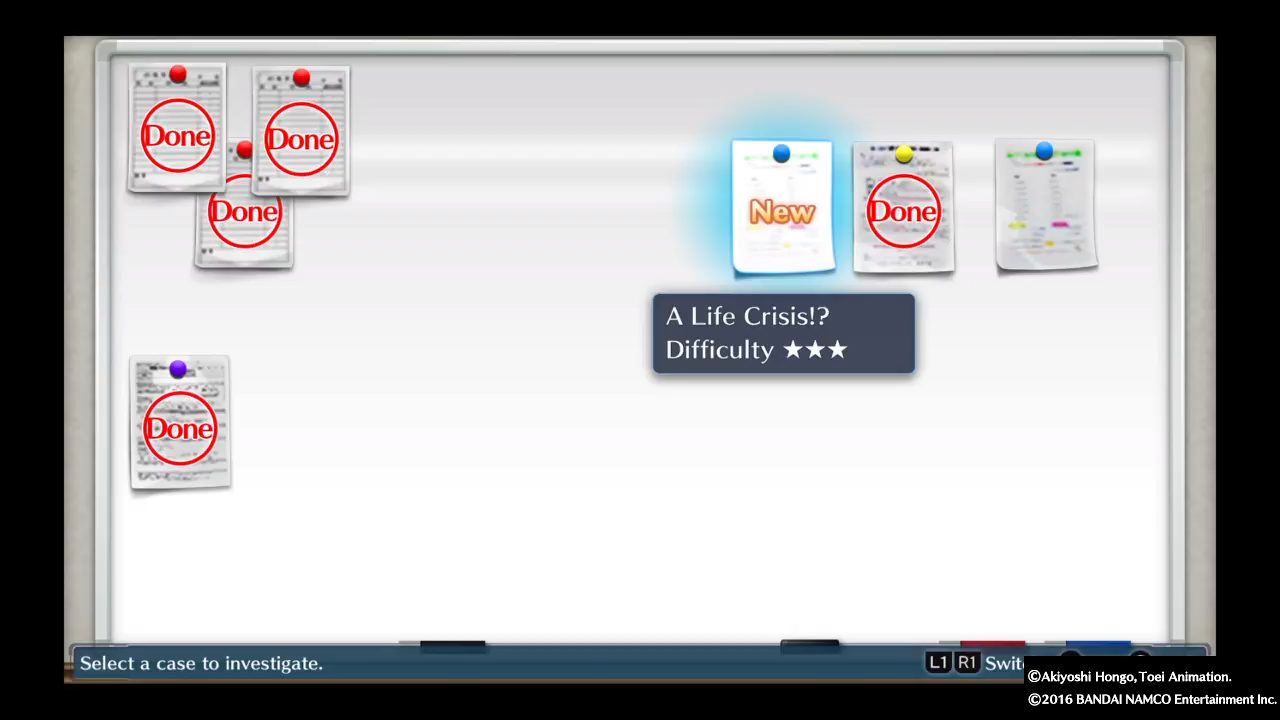 Done
Done
Done
New
Done
A Life Crisis!?
Difficulty ★★★
Done
Select a case to investigate.
L1 R1
©Akiyoshi Hongo,Toei Animation.
©2016 BANDAI NAMCO Entertainment Inc.